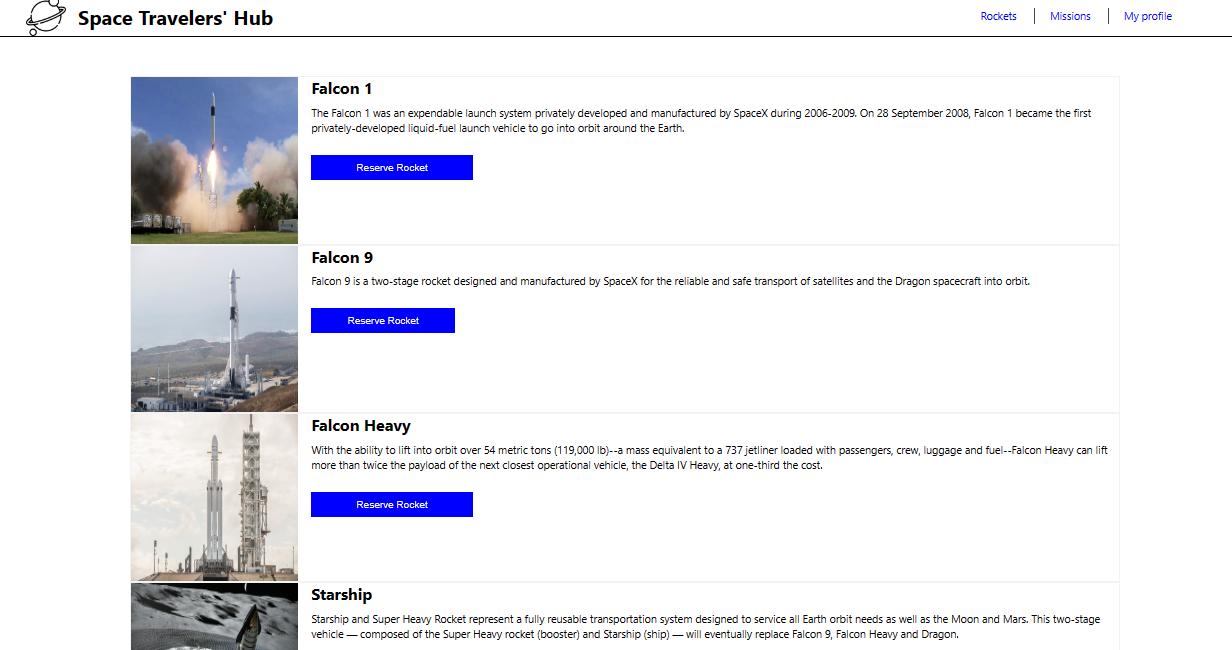 Space Travelers' Hub
Rockets
Missions
My profile
Falcon 1
The Falcon 1 was an expendable launch system privately developed and manufactured by SpaceX during 2006-2009. On 28 September 2008, Falcon 1 became the first
privately-developed liquid-fuel launch vehicle to go into orbit around the Earth.
Reserve Rocket
Falcon 9
Falcon 9 is a two-stage rocket designed and manufactured by SpaceX for the reliable and safe transport of satellites and the Dragon spacecraft into orbit.
Reserve Rocket
Falcon Heavy
With the ability to lift into orbit over 54 metric tons (119,000 lb)--a mass equivalent to a 737 jetliner loaded with passengers, crew, luggage and fuel--Falcon Heavy can lift
more than twice the payload of the next closest operational vehicle, the Delta IV Heavy, at one-third the cost.
Reserve Rocket
Starship
Starship and Super Heavy Rocket represent a fully reusable transportation system designed to service all Earth orbit needs as well as the Moon and Mars. This two-stage
vehicle — composed of the Super Heavy rocket (booster) and Starship (ship) — will eventually replace Falcon 9, Falcon Heavy and Dragon.